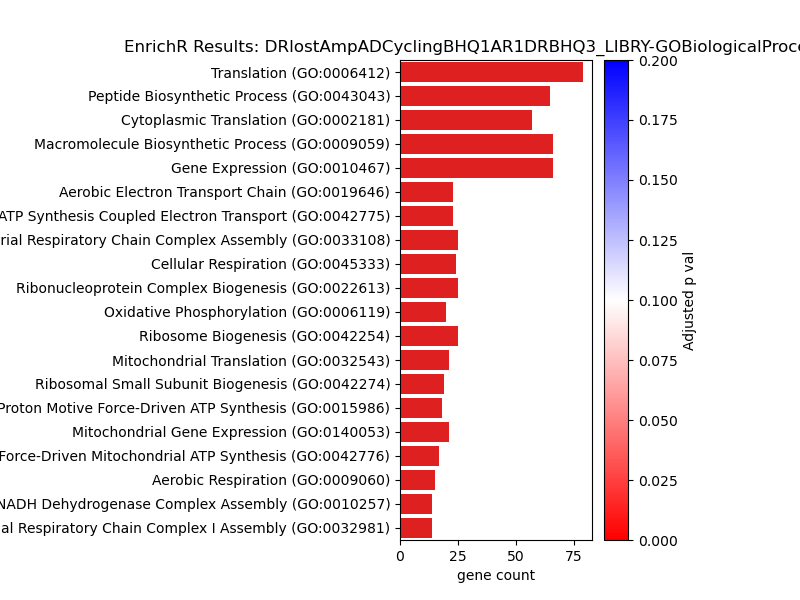 EnrichR Results: DRlostAmpADCyclingBHQ1AR1DRBHQ3_LIBRY-GOBiologicalProce
Translation (GO:0006412)
Peptide Biosynthetic Process (GO:0043043)
Cytoplasmic Translation (GO:0002181)
Macromolecule Biosynthetic Process (GO:0009059)
Gene Expression (GO:0010467)
Aerobic Electron Transport Chain (GO:0019646)
ATP Synthesis Coupled Electron Transport (GO:0042775)
rial Respiratory Chain Complex Assembly (GO:0033108)
Cellular Respiration (GO:0045333)
Ribonucleoprotein Complex Biogenesis (GO:0022613)
Oxidative Phosphorylation (GO:0006119)
Ribosome Biogenesis (GO:0042254)
Mitochondrial Translation (GO:0032543)
Ribosomal Small Subunit Biogenesis (GO:0042274)
Proton Motive Force-Driven ATP Synthesis (GO:0015986)
Mitochondrial Gene Expression (GO:0140053)
Force-Driven Mitochondrial ATP Synthesis (GO:0042776)
Aerobic Respiration (GO:0009060)
NADH Dehydrogenase Complex Assembly (GO:0010257)
al Respiratory Chain Complex I Assembly (GO:0032981)
0 25 50 75
gene count
0.200
0.175
0.150
0.125
0.100
0.075
0.050
0.025
0.000
Adjusted p val